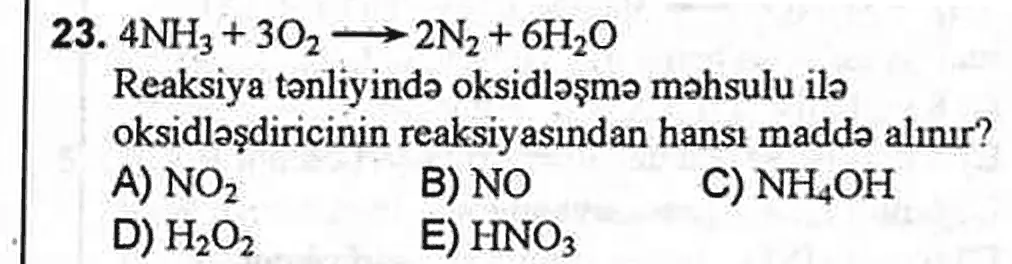 23. 4NH₃ + 3O₂ ⟶ 2N₂ + 6H₂O
Reaksiya tənliyində oksidləşmə məhsulu ilə
oksidləşdiricinin reaksiyasından hansı maddə alınır?
A) NO₂ B) NO C) NH₄OH
D) H₂O₂ E) HNO₃